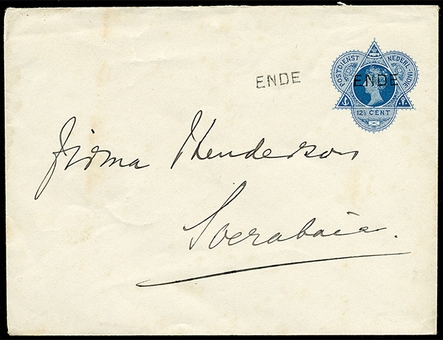 ENDE
POSTDIENST NEDERL-INDIE
ENDE
12½ CENT
Firma Henderson
Soerabaia.